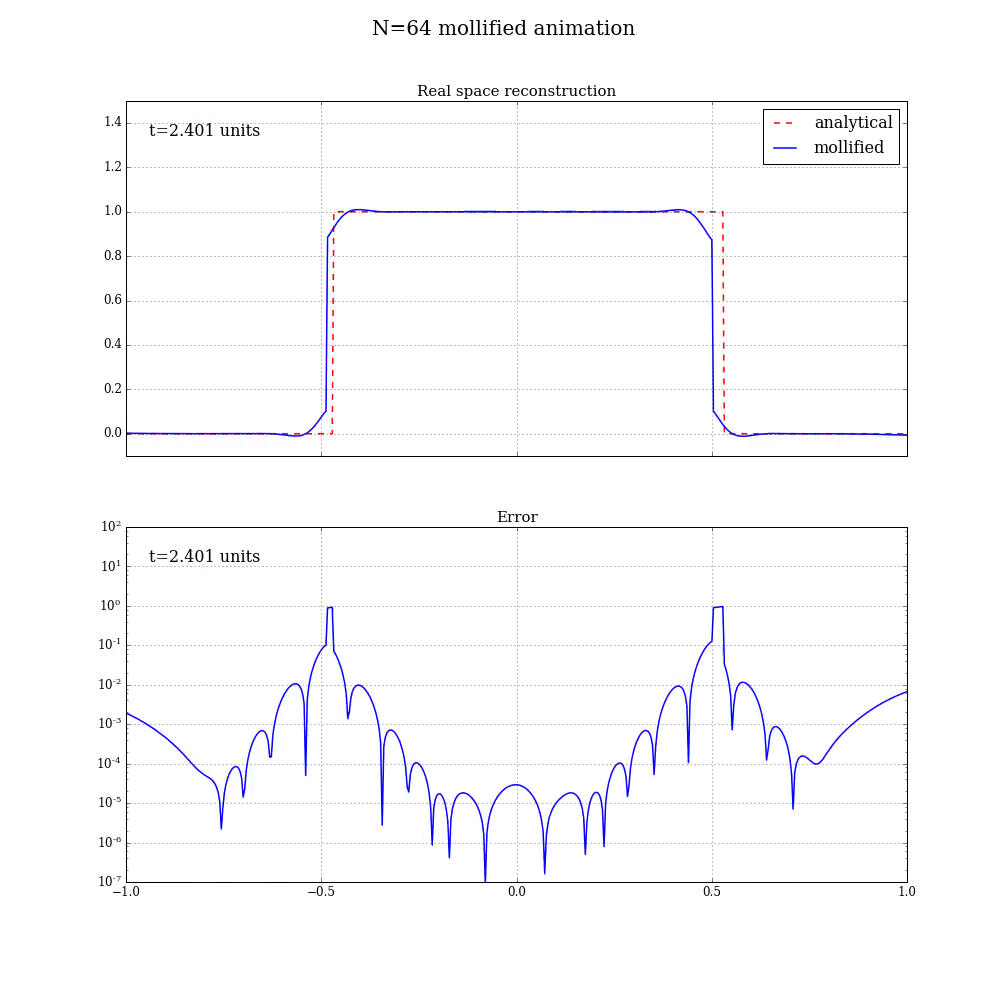 N=64 mollified animation
Real space reconstruction
t=2.401 units
analytical
mollified
1.4
1.2
1.0
0.8
0.6
0.4
0.2
0.0
Error
t=2.401 units
10²
10¹
10⁰
10⁻¹
10⁻²
10⁻³
10⁻⁴
10⁻⁵
10⁻⁶
10⁻⁷
−1.0 −0.5 0.0 0.5 1.0